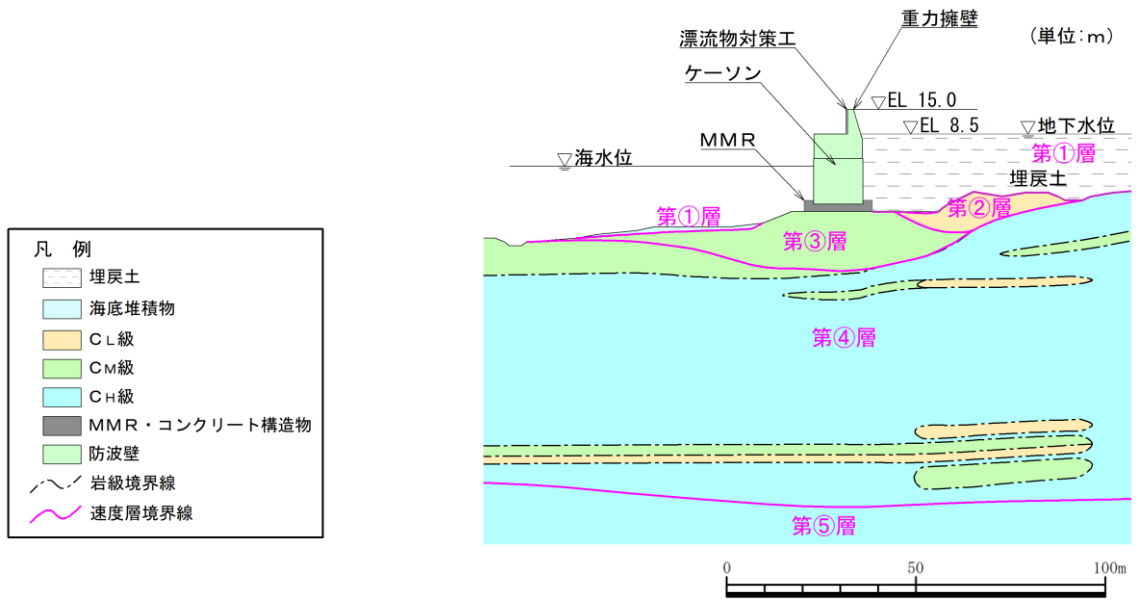 重力擁壁
漂流物対策工
(単位:m)
ケーソン
▽EL 15.0
▽EL 8.5
▽地下水位
MMR
▽海水位
第①層
埋戻土
第①層
第②層
第③層
第④層
第⑤層
凡 例
埋戻土
海底堆積物
CL級
CM級
CH級
MMR・コンクリート構造物
防波壁
岩級境界線
速度層境界線
0 50 100m